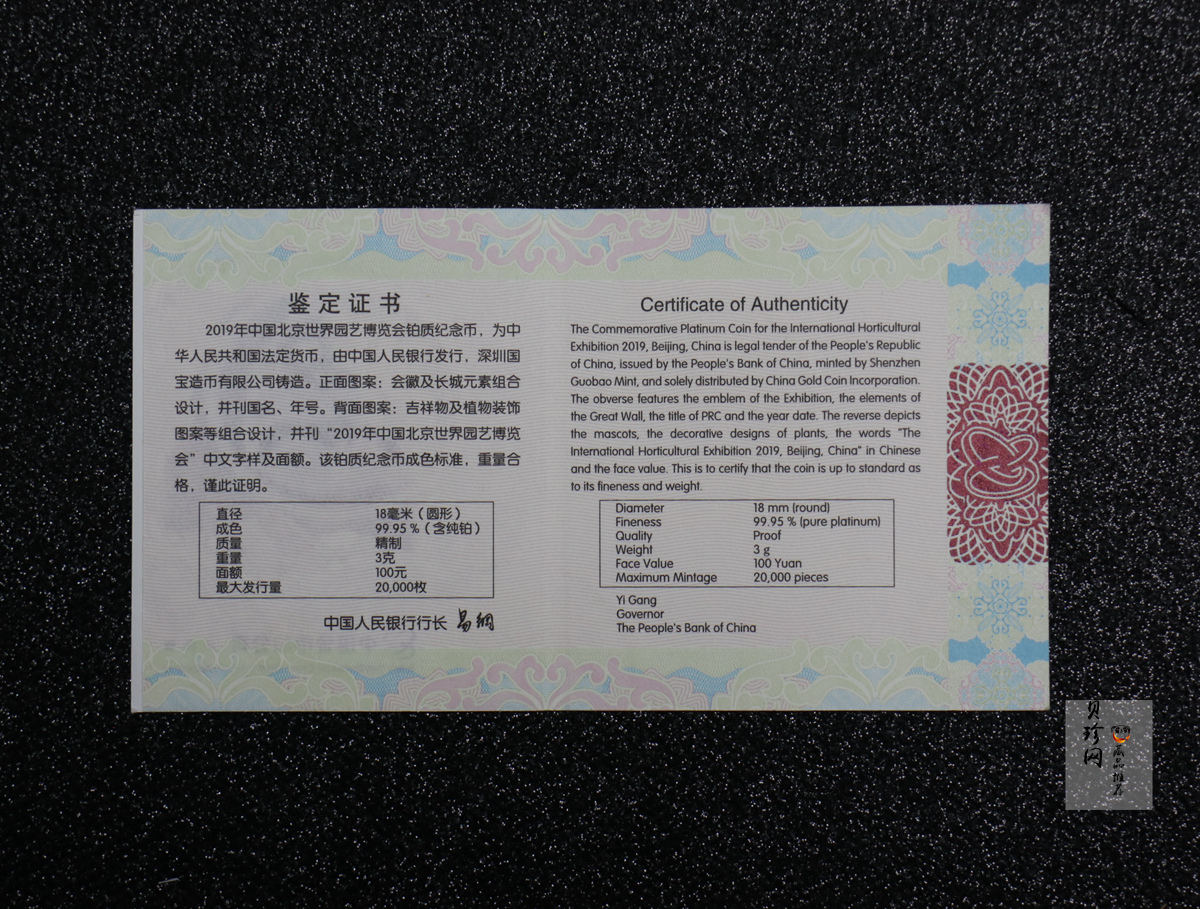 鉴定证书
2019年中国北京世界园艺博览会铂质纪念币，为中
华人民共和国法定货币，由中国人民银行发行，深圳国
宝造币有限公司铸造。正面图案：会徽及长城元素组合
设计，并刊国名、年号。背面图案：吉祥物及植物装饰
图案等组合设计，并刊“2019年中国北京世界园艺博览
会”中文字样及面额。该铂质纪念币成色标准，重量合
格，谨此证明。
直径 18毫米（圆形）
成色 99.95 %（含纯铂）
质量 精制
重量 3克
面额 100元
最大发行量 20,000枚
中国人民银行行长 易纲
Certificate of Authenticity
The Commemorative Platinum Coin for the International Horticultural
Exhibition 2019, Beijing, China is legal tender of the People's Republic
of China, issued by the People's Bank of China, minted by Shenzhen
Guobao Mint, and solely distributed by China Gold Coin Incorporation.
The obverse features the emblem of the Exhibition, the elements of
the Great Wall, the title of PRC and the year date. The reverse depicts
the mascots, the decorative designs of plants, the words "The
International Horticultural Exhibition 2019, Beijing, China" in Chinese
and the face value. This is to certify that the coin is up to standard as
to its fineness and weight.
Diameter 18 mm (round)
Fineness 99.95 % (pure platinum)
Quality Proof
Weight 3 g
Face Value 100 Yuan
Maximum Mintage 20,000 pieces
Yi Gang
Governor
The People's Bank of China
贝珍网
商品推荐